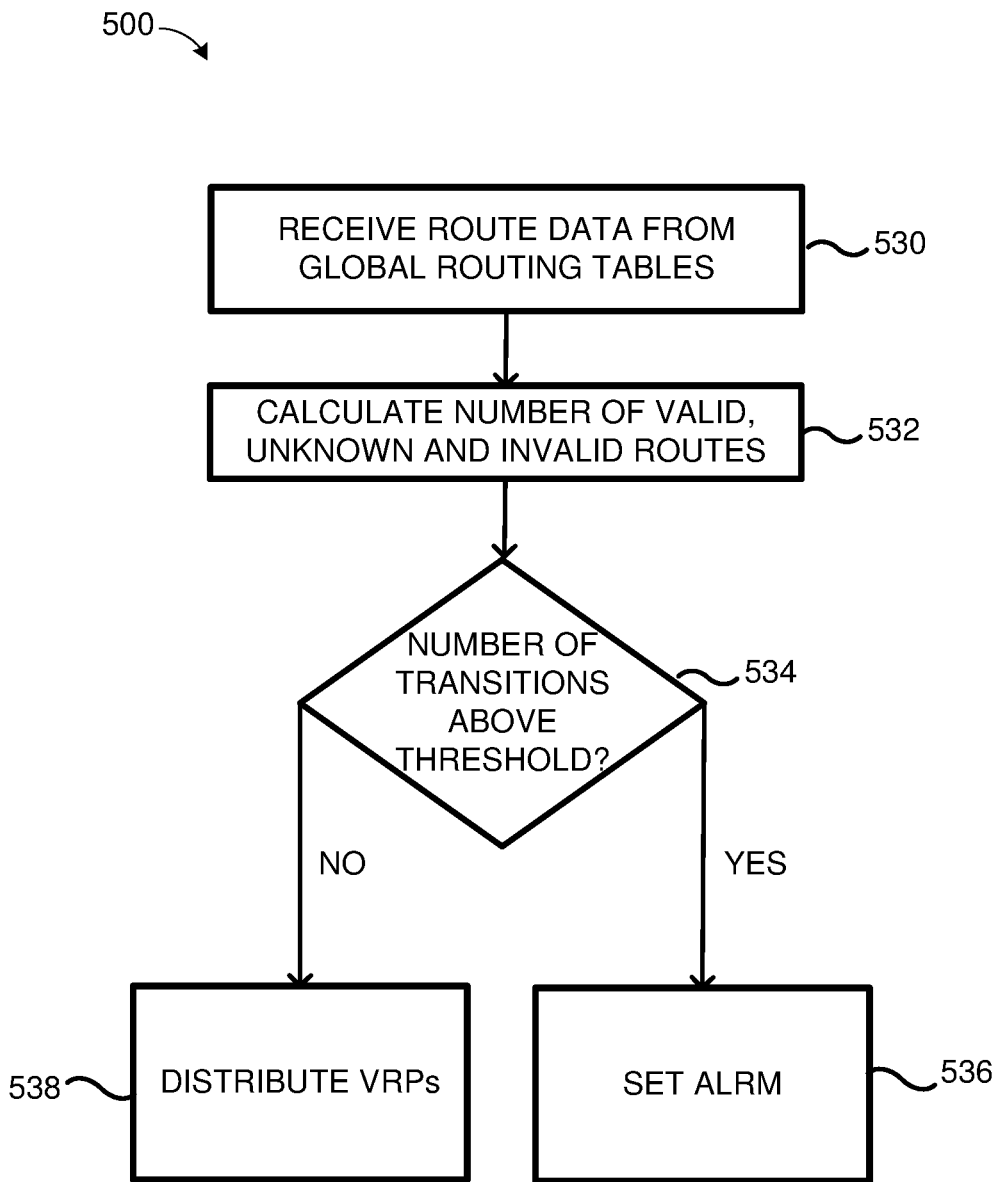 500
RECEIVE ROUTE DATA FROM
GLOBAL ROUTING TABLES
530
CALCULATE NUMBER OF VALID,
UNKNOWN AND INVALID ROUTES
532
NUMBER OF
TRANSITIONS
ABOVE
THRESHOLD?
534
NO
YES
DISTRIBUTE VRPs
538
SET ALRM
536